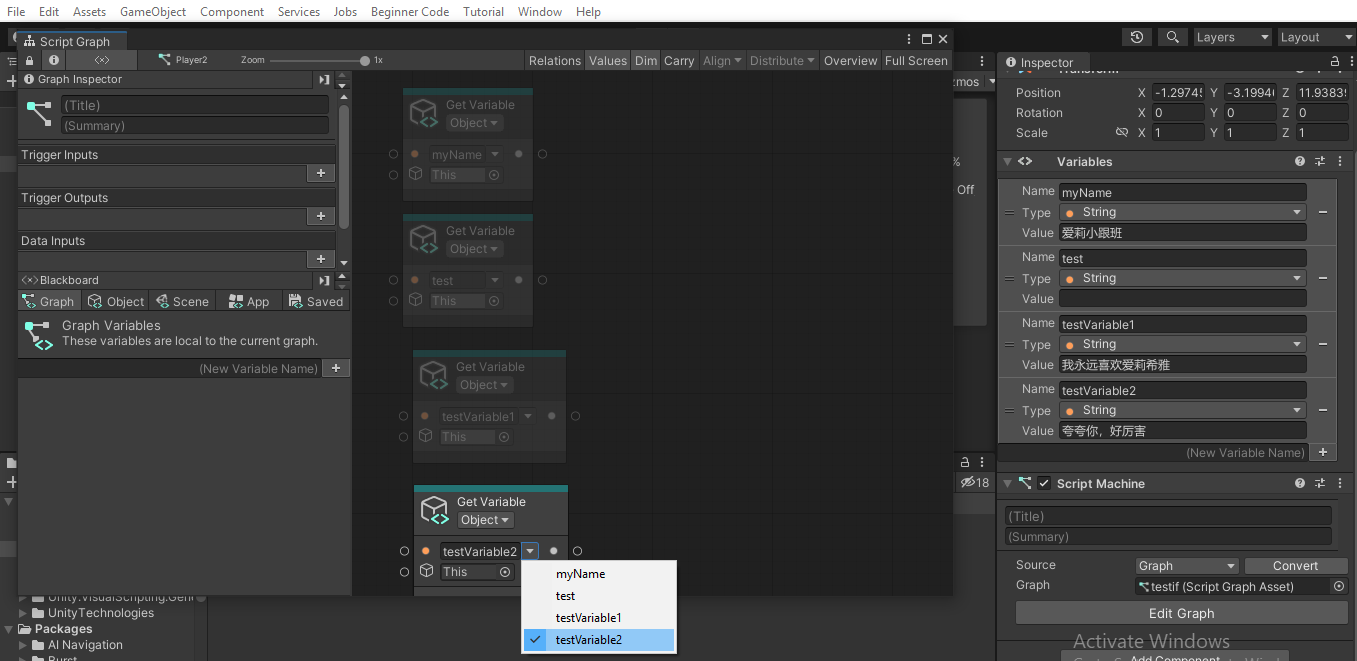 File Edit Assets GameObject Component Services Jobs Beginner Code Tutorial Window Help
Script Graph
Layers Layout
Player2 Zoom 1x Relations Values Dim Carry Align Distribute Overview Full Screen
Inspector
Graph Inspector
(Title)
(Summary)
Trigger Inputs
Trigger Outputs
Data Inputs
Blackboard
Graph Object Scene App Saved
Graph Variables
These variables are local to the current graph.
(New Variable Name)
Get Variable
Object
myName
This
Get Variable
Object
test
This
Get Variable
Object
testVariable1
This
Get Variable
Object
testVariable2
This
myName
test
testVariable1
testVariable2
%
Off
18
UnityTechnologies
Packages
AI Navigation
Transform
Position X -1.2974 Y -3.1994 Z 11.9383
Rotation X 0 Y 0 Z 0
Scale X 1 Y 1 Z 1
Variables
Name myName
Type String
Value 爱莉小跟班
Name test
Type String
Value
Name testVariable1
Type String
Value 我永远喜欢爱莉希雅
Name testVariable2
Type String
Value 夸夸你，好厉害
(New Variable Name)
Script Machine
(Title)
(Summary)
Source Graph Convert
Graph testif (Script Graph Asset)
Edit Graph
Activate Windows
Add Component